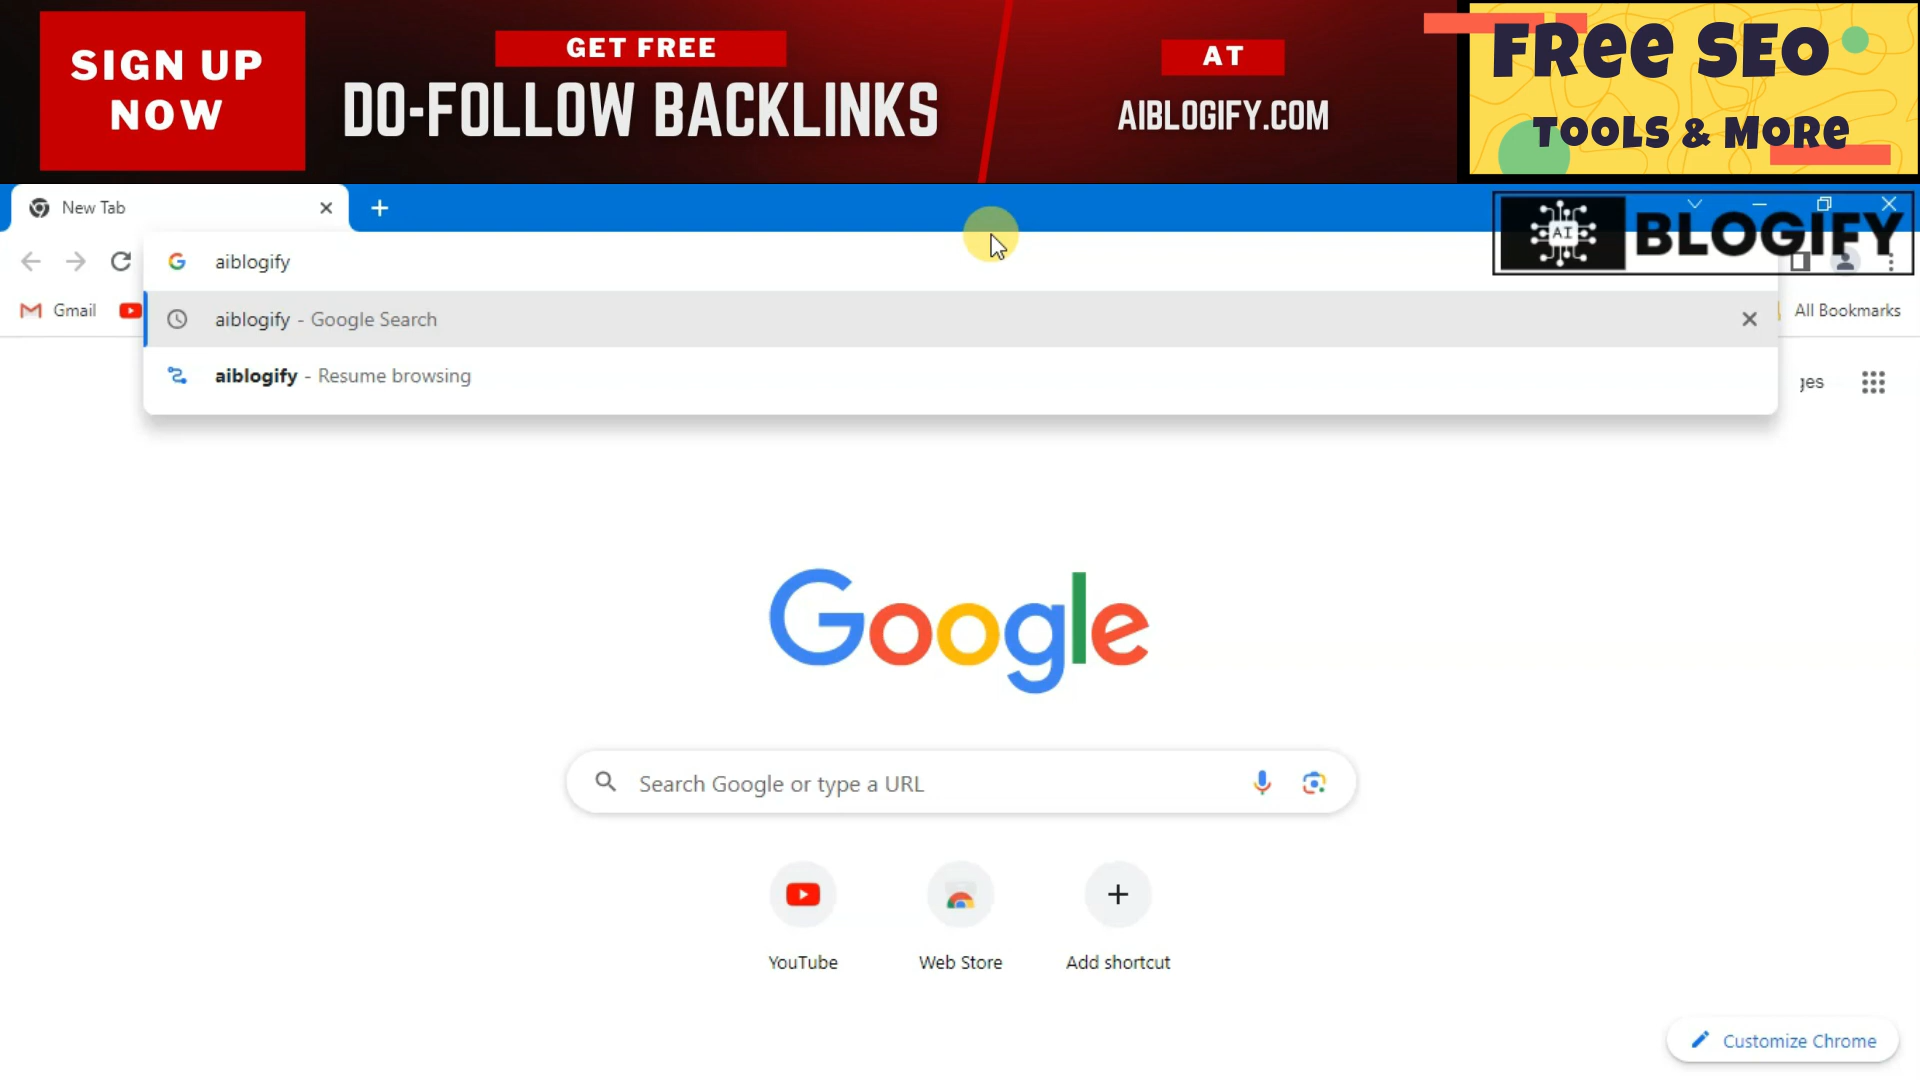 SIGN UP
NOW
GET FREE
DO-FOLLOW BACKLINKS
AT
AIBLOGIFY.COM
FRee SEO
TOOLS & MORe
New Tab
AI BLOGIFY
aiblogify
Gmail
aiblogify - Google Search
All Bookmarks
aiblogify - Resume browsing
ges
Google
Search Google or type a URL
YouTube
Web Store
Add shortcut
Customize Chrome